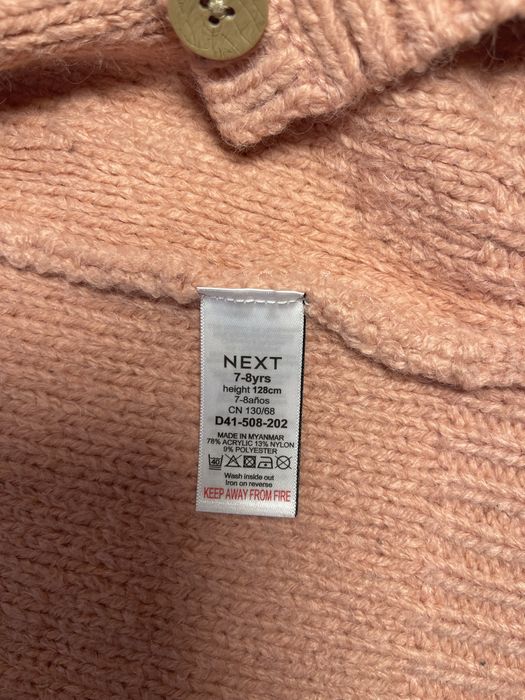 NEXT
7-8yrs
height 128cm
7-8años
CN 130/68
D41-508-202
MADE IN MYANMAR
78% ACRYLIC 13% NYLON
9% POLYESTER
40
Wash inside out
Iron on reverse
KEEP AWAY FROM FIRE